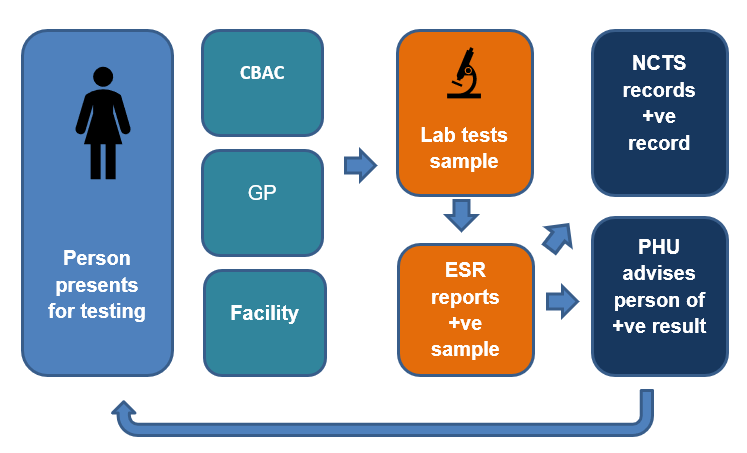 Person
presents
for testing
CBAC
GP
Facility
Lab tests
sample
ESR
reports
+ve
sample
NCTS
records
+ve
record
PHU
advises
person of
+ve result